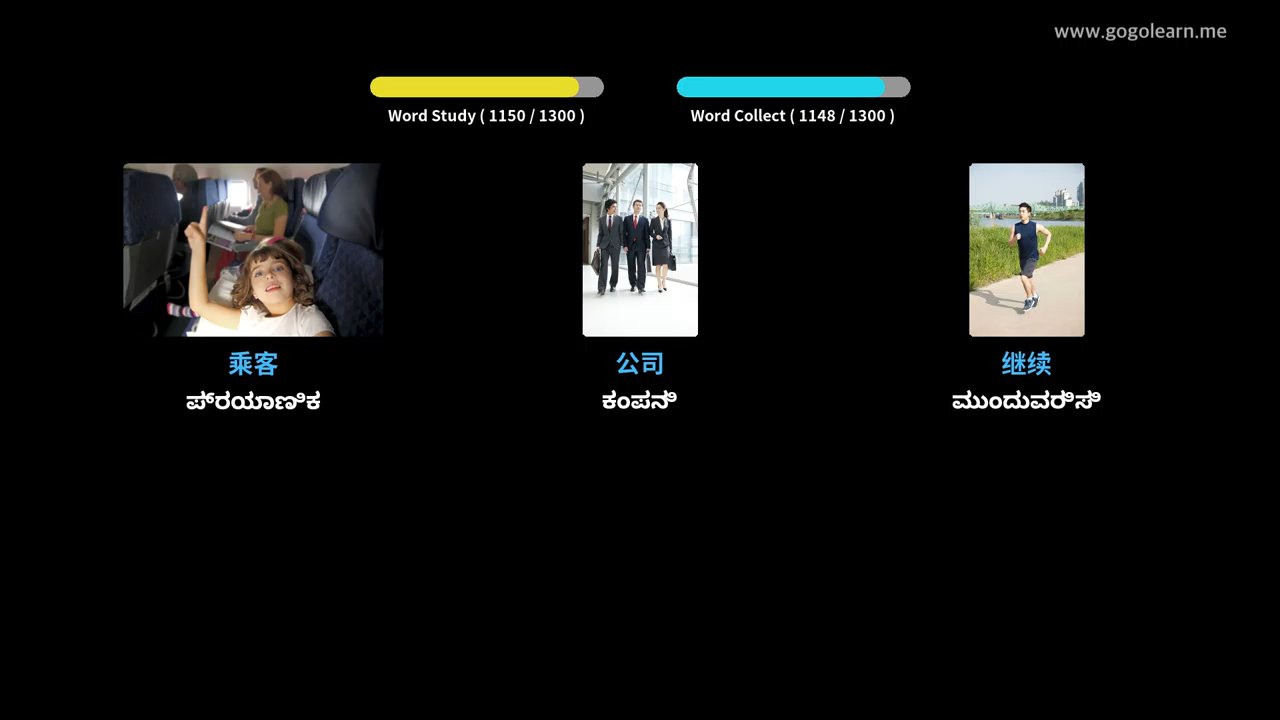 www.gogolearn.me
Word Study ( 1150 / 1300 )
Word Collect ( 1148 / 1300 )
乘客
公司
继续
ಪ್ರಯಾಣಿಕ
ಕಂಪನಿ
ಮುಂದುವರಿಸಿ